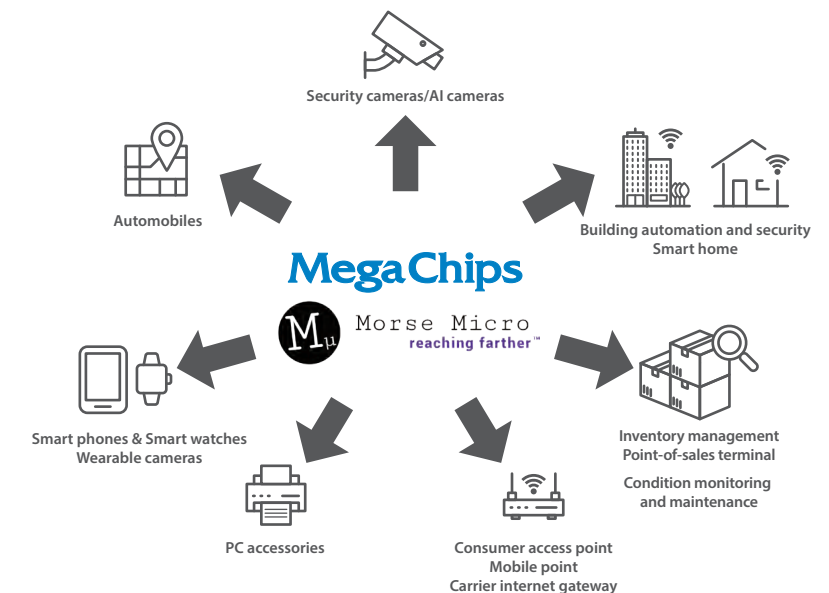 Security cameras/AI cameras
Automobiles
Building automation and security
Smart home
MegaChips
Mμ
Morse Micro
reaching farther™
Smart phones & Smart watches
Wearable cameras
Inventory management
Point-of-sales terminal
Condition monitoring
and maintenance
PC accessories
Consumer access point
Mobile point
Carrier internet gateway